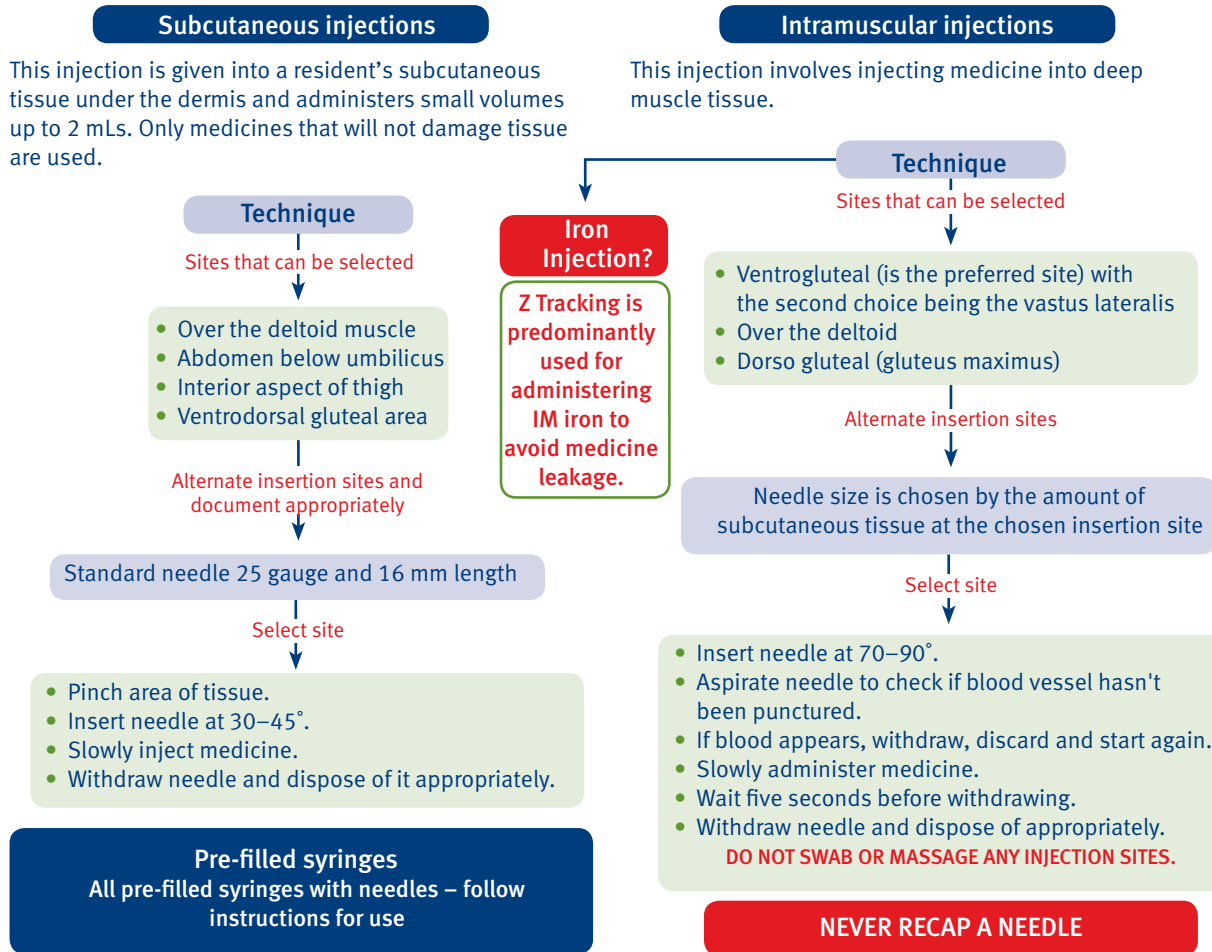 Subcutaneous injections
This injection is given into a resident’s subcutaneous
tissue under the dermis and administers small volumes
up to 2 mLs. Only medicines that will not damage tissue
are used.
Technique
Sites that can be selected
• Over the deltoid muscle
• Abdomen below umbilicus
• Interior aspect of thigh
• Ventrodorsal gluteal area
Alternate insertion sites and
document appropriately
Standard needle 25 gauge and 16 mm length
Select site
• Pinch area of tissue.
• Insert needle at 30–45˚.
• Slowly inject medicine.
• Withdraw needle and dispose of it appropriately.
Pre-filled syringes
All pre-filled syringes with needles – follow
instructions for use
Intramuscular injections
This injection involves injecting medicine into deep
muscle tissue.
Technique
Iron
Injection?
Z Tracking is
predominantly
used for
administering
IM iron to
avoid medicine
leakage.
Sites that can be selected
• Ventrogluteal (is the preferred site) with
the second choice being the vastus lateralis
• Over the deltoid
• Dorso gluteal (gluteus maximus)
Alternate insertion sites
Needle size is chosen by the amount of
subcutaneous tissue at the chosen insertion site
Select site
• Insert needle at 70–90˚.
• Aspirate needle to check if blood vessel hasn't
been punctured.
• If blood appears, withdraw, discard and start again.
• Slowly administer medicine.
• Wait five seconds before withdrawing.
• Withdraw needle and dispose of appropriately.
DO NOT SWAB OR MASSAGE ANY INJECTION SITES.
NEVER RECAP A NEEDLE